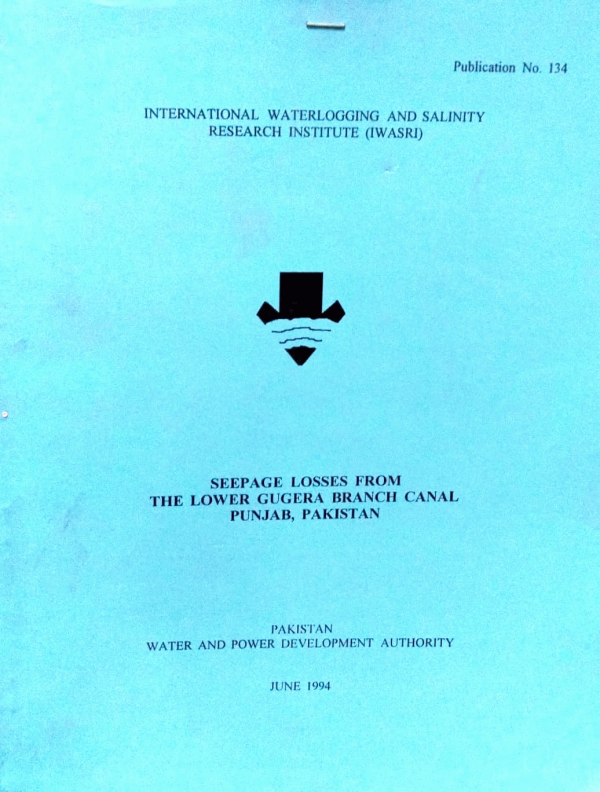 Publication No. 134
INTERNATIONAL WATERLOGGING AND SALINITY
RESEARCH INSTITUTE (IWASRI)
SEEPAGE LOSSES FROM
THE LOWER GUGERA BRANCH CANAL
PUNJAB, PAKISTAN
PAKISTAN
WATER AND POWER DEVELOPMENT AUTHORITY
JUNE 1994